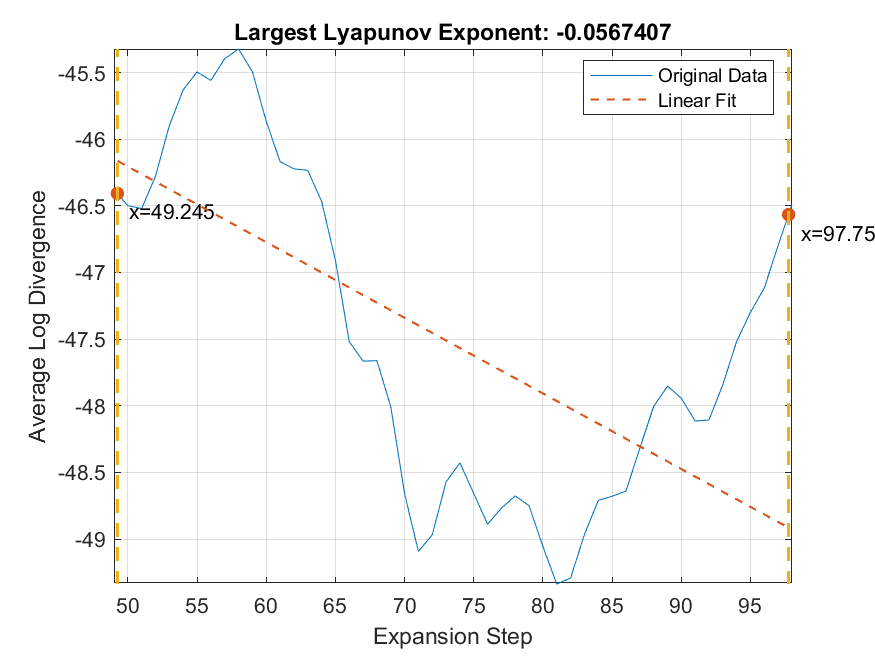 Largest Lyapunov Exponent: -0.0567407
Original Data
Linear Fit
-45.5
-46
-46.5
-47
-47.5
-48
-48.5
-49
x=49.245
x=97.75
50 55 60 65 70 75 80 85 90 95
Expansion Step
Average Log Divergence